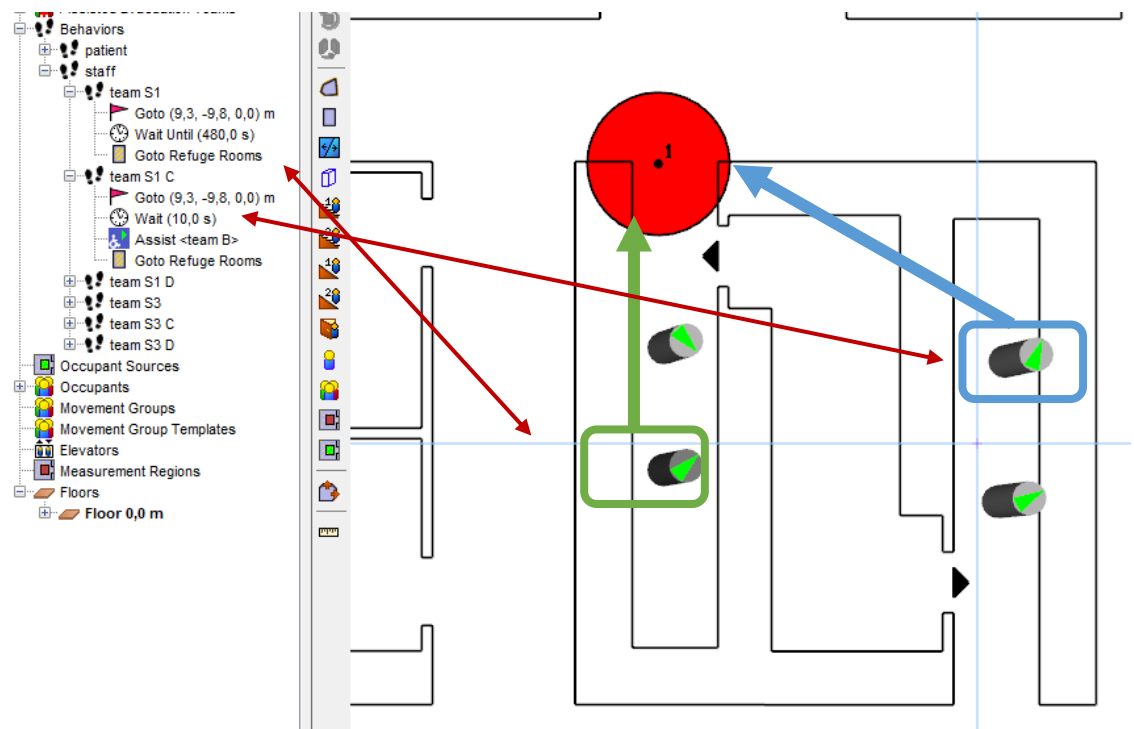 Behaviors
patient
staff
team S1
Goto (9,3, -9,8, 0,0) m
Wait Until (480,0 s)
Goto Refuge Rooms
team S1 C
Goto (9,3, -9,8, 0,0) m
Wait (10,0 s)
Assist <team B>
Goto Refuge Rooms
team S1 D
team S3
team S3 C
team S3 D
Occupant Sources
Occupants
Movement Groups
Movement Group Templates
Elevators
Measurement Regions
Floors
Floor 0,0 m
1